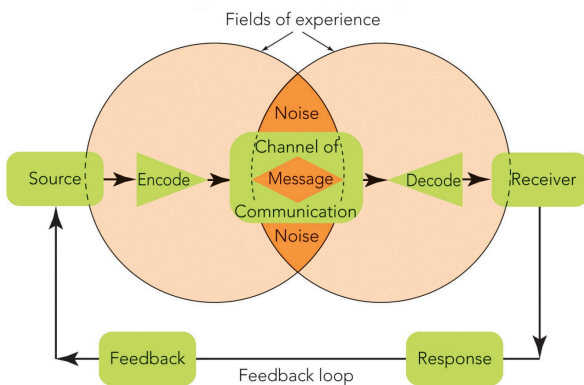 Fields of experience
Noise
Channel of
Source
Encode
Message
Decode
Receiver
Communication
Noise
Feedback
Response
Feedback loop